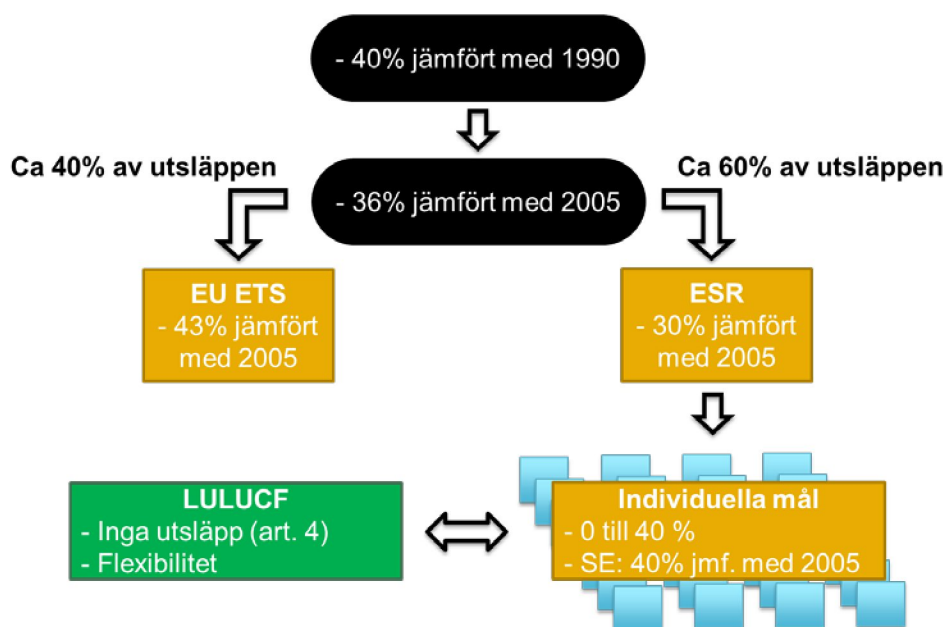 - 40% jämfört med 1990
Ca 40% av utsläppen
- 36% jämfört med 2005
Ca 60% av utsläppen
EU ETS
- 43% jämfört
med 2005
ESR
- 30% jämfört
med 2005
LULUCF
- Inga utsläpp (art. 4)
- Flexibilitet
Individuella mål
- 0 till 40 %
- SE: 40% jmf. med 2005